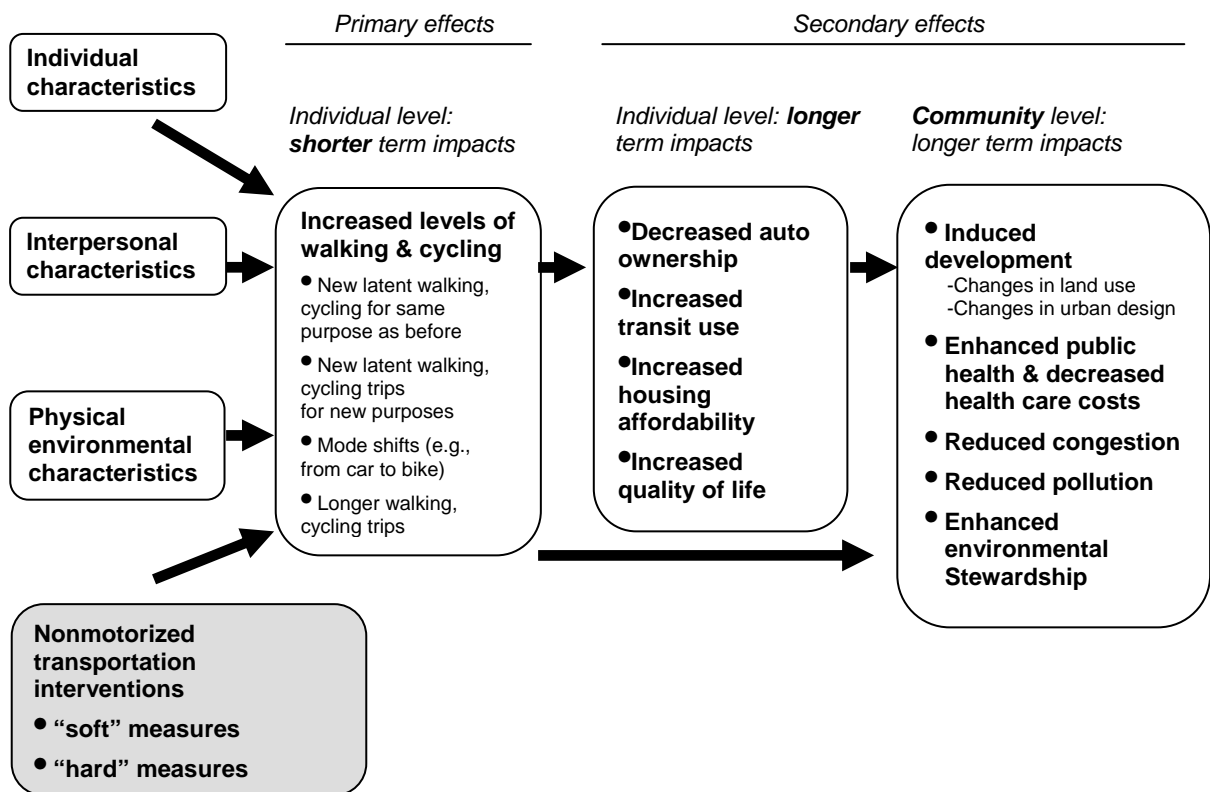 Primary effects
Secondary effects
Individual
characteristics
Individual level:
shorter term impacts
Individual level: longer
term impacts
Community level:
longer term impacts
Interpersonal
characteristics
Physical
environmental
characteristics
Increased levels of
walking & cycling
● New latent walking,
cycling for same
purpose as before
● New latent walking,
cycling trips
for new purposes
● Mode shifts (e.g.,
from car to bike)
● Longer walking,
cycling trips
●Decreased auto
ownership
●Increased
transit use
●Increased
housing
affordability
●Increased
quality of life
● Induced
development
-Changes in land use
-Changes in urban design
● Enhanced public
health & decreased
health care costs
● Reduced congestion
● Reduced pollution
● Enhanced
environmental
Stewardship
Nonmotorized
transportation
interventions
● “soft” measures
● “hard” measures